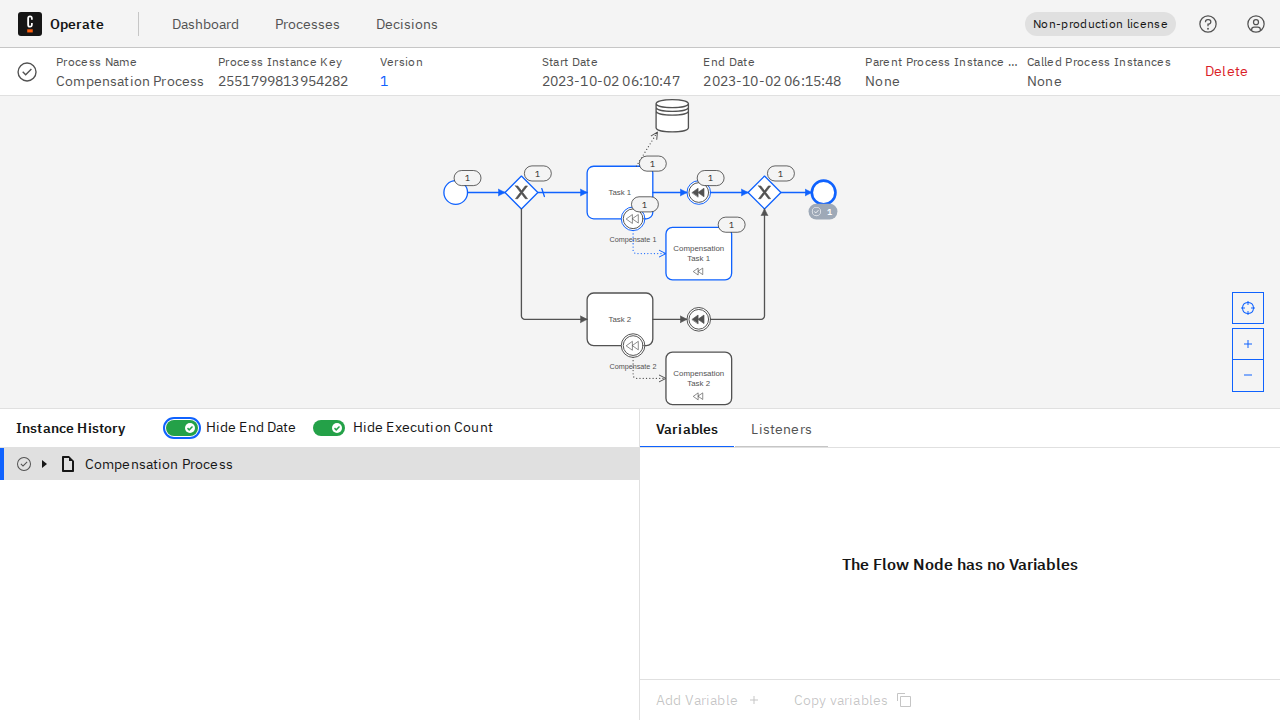 Operate
Dashboard
Processes
Decisions
Non-production license
Process Name
Compensation Process
Process Instance Key
2551799813954282
Version
1
Start Date
2023-10-02 06:10:47
End Date
2023-10-02 06:15:48
Parent Process Instance ...
None
Called Process Instances
None
Delete
1
1
1
1
1
Task 1
1
Compensate 1
1
Compensation
Task 1
1
Task 2
Compensate 2
Compensation
Task 2
Instance History
Hide End Date
Hide Execution Count
Variables
Listeners
Compensation Process
The Flow Node has no Variables
Add Variable
Copy variables